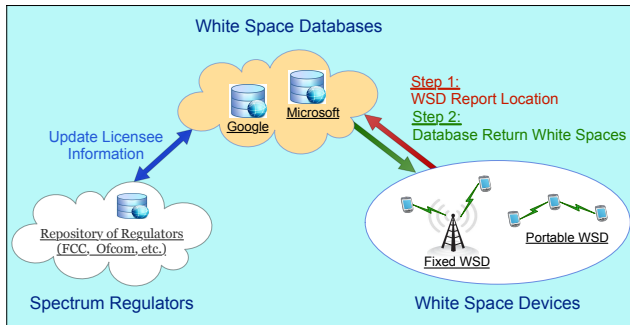 White Space Databases
Google
Microsoft
Step 1:
WSD Report Location
Step 2:
Database Return White Spaces
Update Licensee
Information
Repository of Regulators
(FCC, Ofcom, etc.)
Fixed WSD
Portable WSD
Spectrum Regulators
White Space Devices